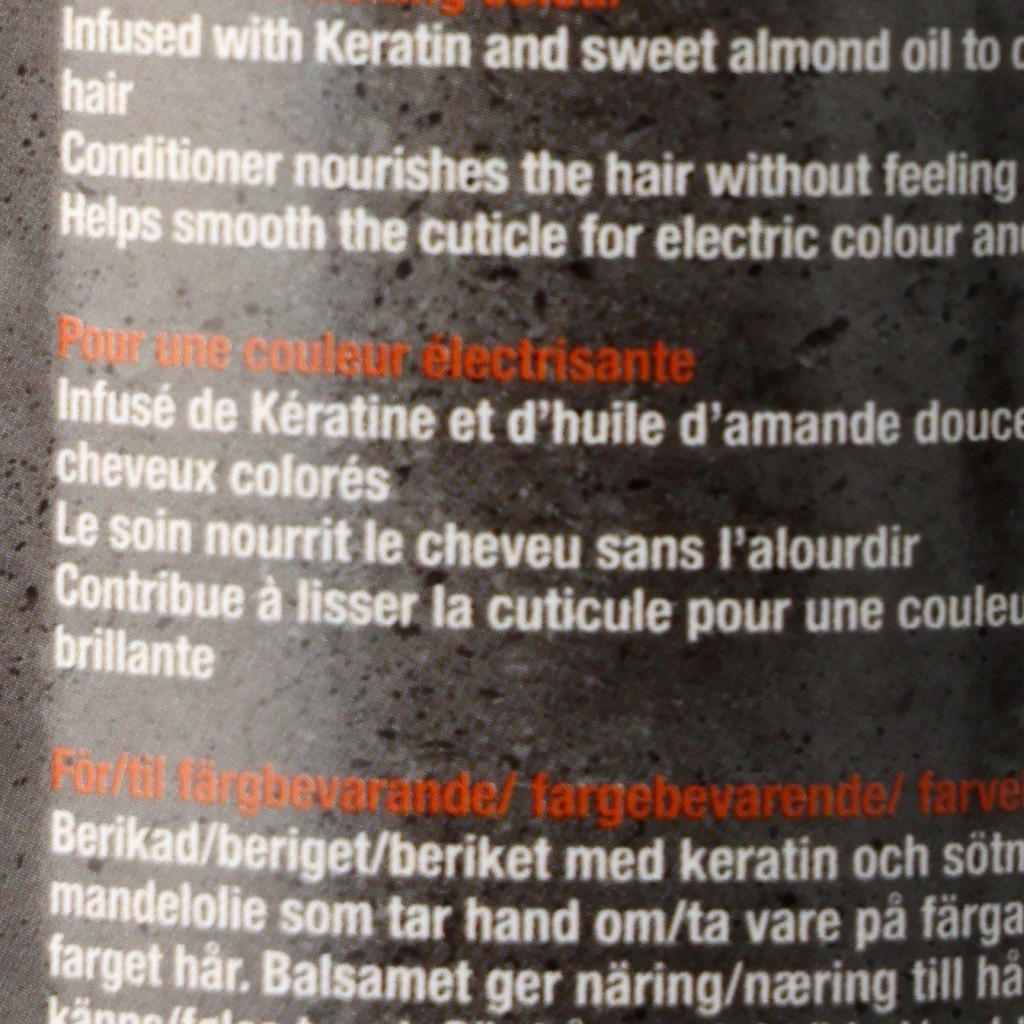 Infused with Keratin and sweet almond oil to
hair
Conditioner nourishes the hair without feeling
Helps smooth the cuticle for electric colour
Pour une couleur électrisante
Infusé de Kératine et d'huile d'amande douce
cheveux colorés
Le soin nourrit le cheveu sans l'alourdir
Contribue à lisser la cuticule pour une
brillante
För/til färgbevarande/ fargebevarende/
Berikad/beriget/beriket med keratin och
mandelolie som tar hand om/ta vare på
farget hår. Balsamet ger näring/næring till